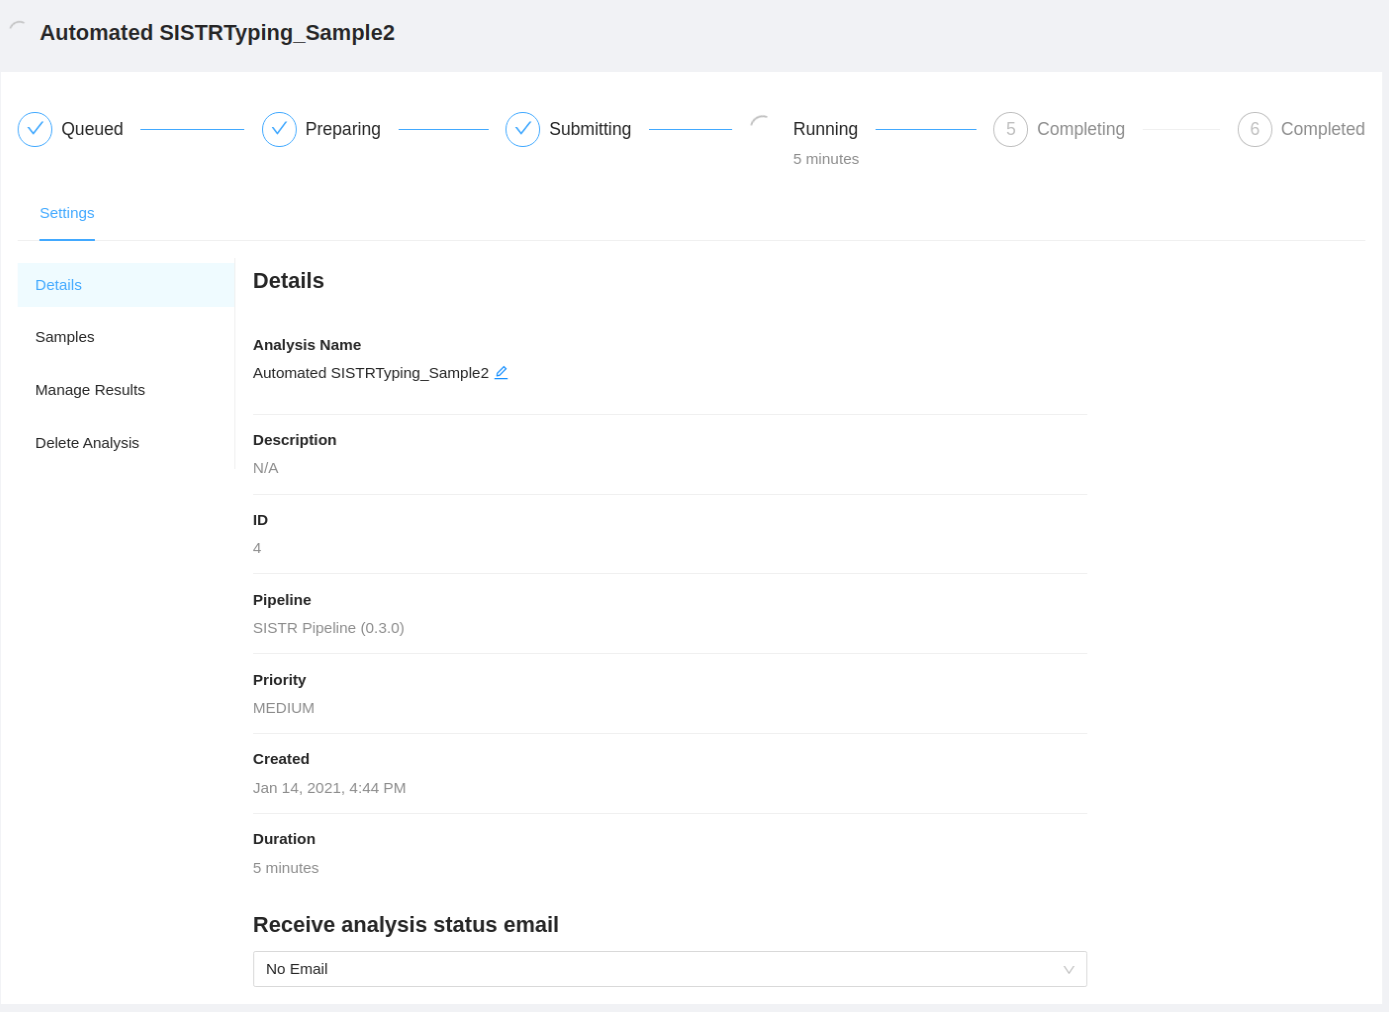 Automated SISTRTyping_Sample2
Queued
Preparing
Submitting
Running
5 Completing
6 Completed
5 minutes
Settings
Details
Samples
Manage Results
Delete Analysis
Details
Analysis Name
Automated SISTRTyping_Sample2
Description
N/A
ID
4
Pipeline
SISTR Pipeline (0.3.0)
Priority
MEDIUM
Created
Jan 14, 2021, 4:44 PM
Duration
5 minutes
Receive analysis status email
No Email